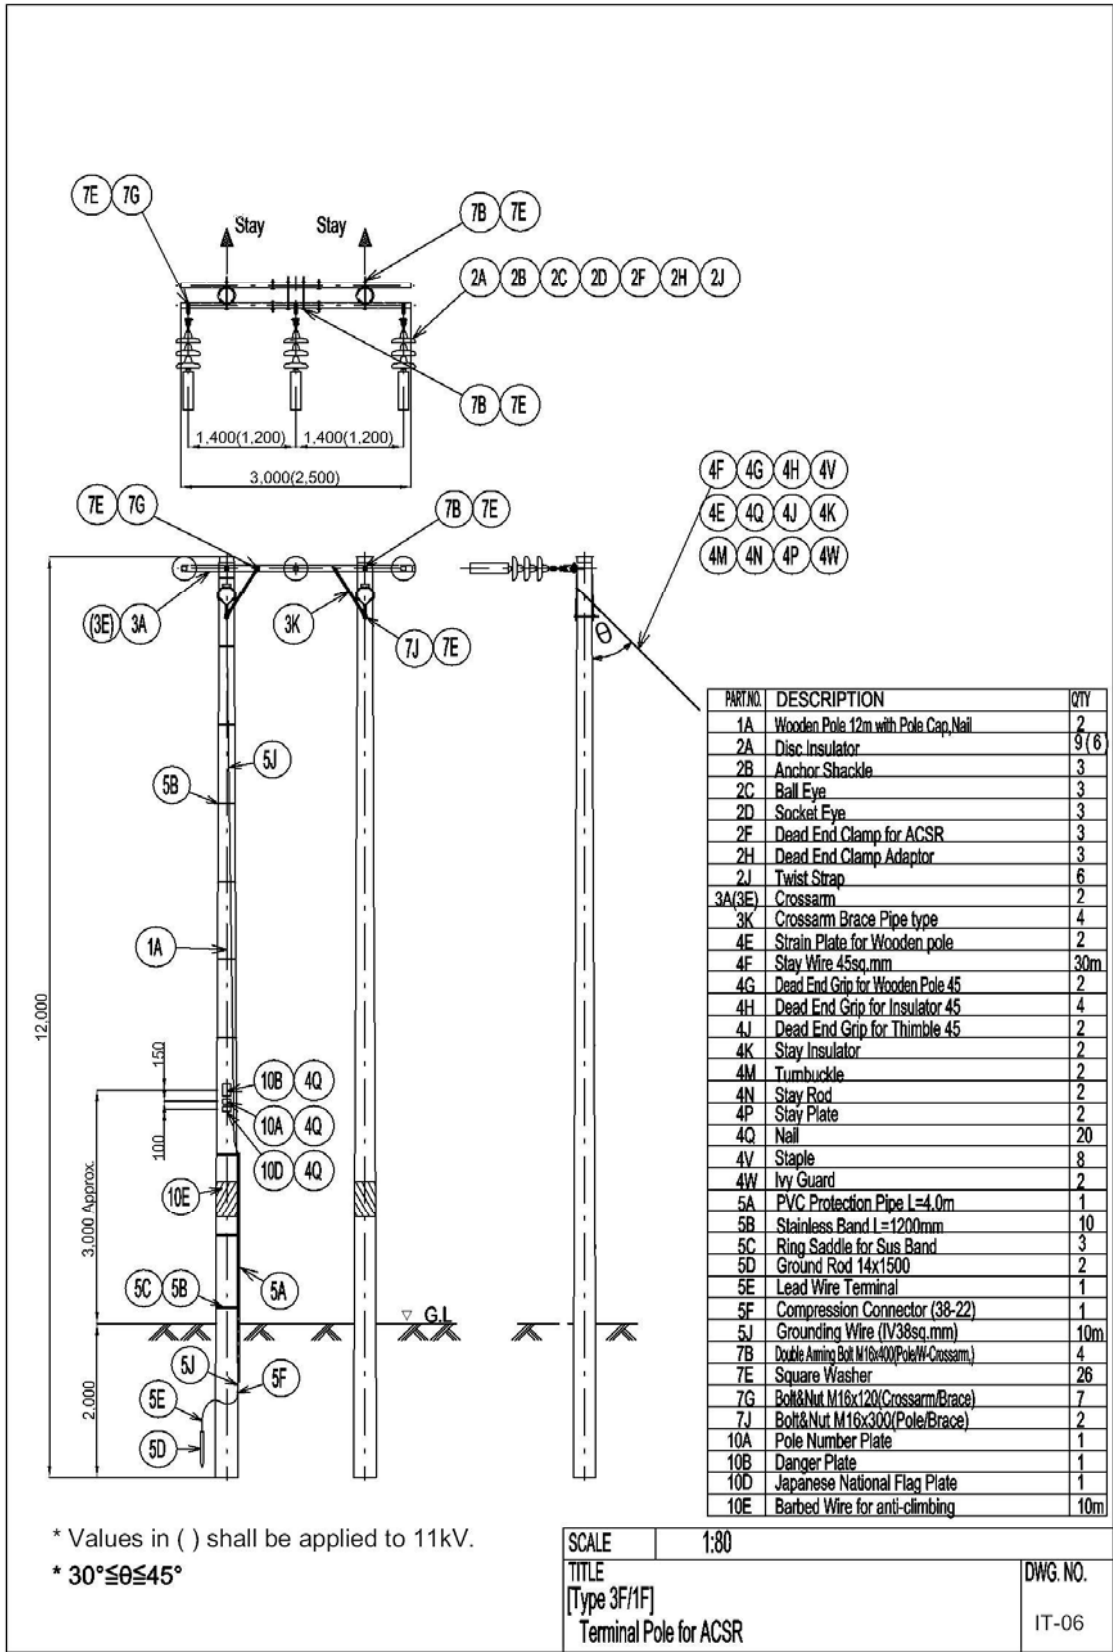 7E 7G
Stay Stay
7B 7E
2A 2B 2C 2D 2F 2H 2J
7B 7E
1,400(1,200) 1,400(1,200)
3,000(2,500)
7E 7G
7B 7E
4F 4G 4H 4V
4E 4Q 4J 4K
4M 4N 4P 4W
(3E) 3A
3K
7J 7E
θ
5J
5B
1A
12,000
150
10B 4Q
10A 4Q
100
10D 4Q
10E
3,000 Approx.
5C 5B
5A
G.L
2,000
5J
5F
5E
5D
PART.NO. DESCRIPTION QTY
1A Wooden Pole 12m with Pole Cap,Nail 2
2A Disc Insulator 9(6)
2B Anchor Shackle 3
2C Ball Eye 3
2D Socket Eye 3
2F Dead End Clamp for ACSR 3
2H Dead End Clamp Adaptor 3
2J Twist Strap 6
3A(3E) Crossarm 2
3K Crossarm Brace Pipe type 4
4E Strain Plate for Wooden pole 2
4F Stay Wire 45sq.mm 30m
4G Dead End Grip for Wooden Pole 45 2
4H Dead End Grip for Insulator 45 4
4J Dead End Grip for Thimble 45 2
4K Stay Insulator 2
4M Turnbuckle 2
4N Stay Rod 2
4P Stay Plate 2
4Q Nail 20
4V Staple 8
4W Ivy Guard 2
5A PVC Protection Pipe L=4.0m 1
5B Stainless Band L=1200mm 10
5C Ring Saddle for Sus Band 3
5D Ground Rod 14x1500 2
5E Lead Wire Terminal 1
5F Compression Connector (38-22) 1
5J Grounding Wire (IV38sq.mm) 10m
7B Double Arming Bolt M16x400(Pole/W-Crossarm,) 4
7E Square Washer 26
7G Bolt&Nut M16x120(Crossarm/Brace) 7
7J Bolt&Nut M16x300(Pole/Brace) 2
10A Pole Number Plate 1
10B Danger Plate 1
10D Japanese National Flag Plate 1
10E Barbed Wire for anti-climbing 10m
* Values in ( ) shall be applied to 11kV.
* 30°≦θ≦45°
SCALE 1:80
TITLE
[Type 3F/1F]
Terminal Pole for ACSR
DWG. NO.
IT-06